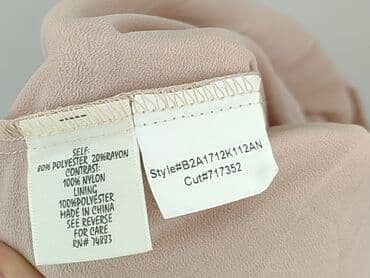 SELF:
80% POLYESTER 20%RAYON
CONTRAST:
100% NYLON
LINING
100% POLYESTER
MADE IN CHINA
SEE REVERSE
FOR CARE
RN# 74883
Style#B2A1712K112AN
Cut#717352